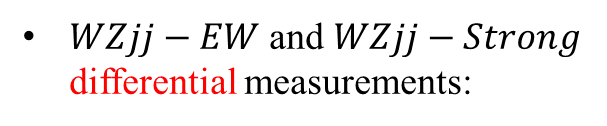 • WZjj − EW and WZjj − Strong
differential measurements: